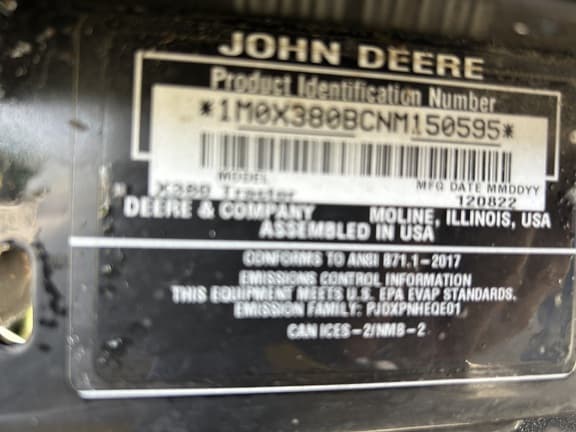 JOHN DEERE
Product Identification Number
*1M0X380BCNM150595*
MODEL
MFG DATE MMDDYY
X380 Tractor
120822
DEERE & COMPANY MOLINE, ILLINOIS, USA
ASSEMBLED IN USA
CONFORMS TO ANSI B71.1-2017
EMISSIONS CONTROL INFORMATION
THIS EQUIPMENT MEETS U.S. EPA EVAP STANDARDS.
EMISSION FAMILY: PJDXPNHEQE01
CAN ICES-2/NMB-2